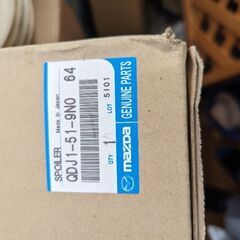 SPOILER
Made in Japan
QDJ1-51-9N0 64
QTY 1
LOT 5101
mazda
GENUINE PARTS